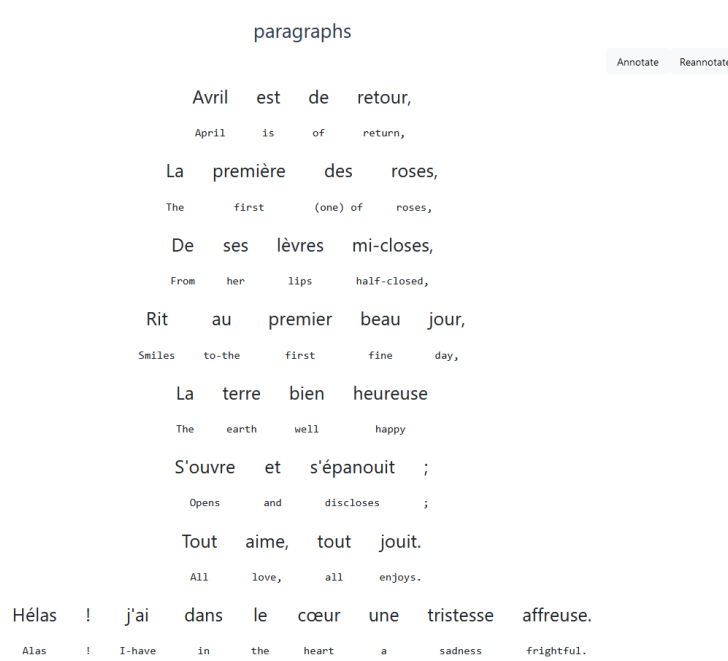 paragraphs
Annotate Reannotate
Avril est de retour,
April is of return,
La première des roses,
The first (one) of roses,
De ses lèvres mi-closes,
From her lips half-closed,
Rit au premier beau jour,
Smiles to-the first fine day,
La terre bien heureuse
The earth well happy
S'ouvre et s'épanouit ;
Opens and discloses ;
Tout aime, tout jouit.
All love, all enjoys.
Hélas ! j'ai dans le cœur une tristesse affreuse.
Alas ! I-have in the heart a sadness frightful.